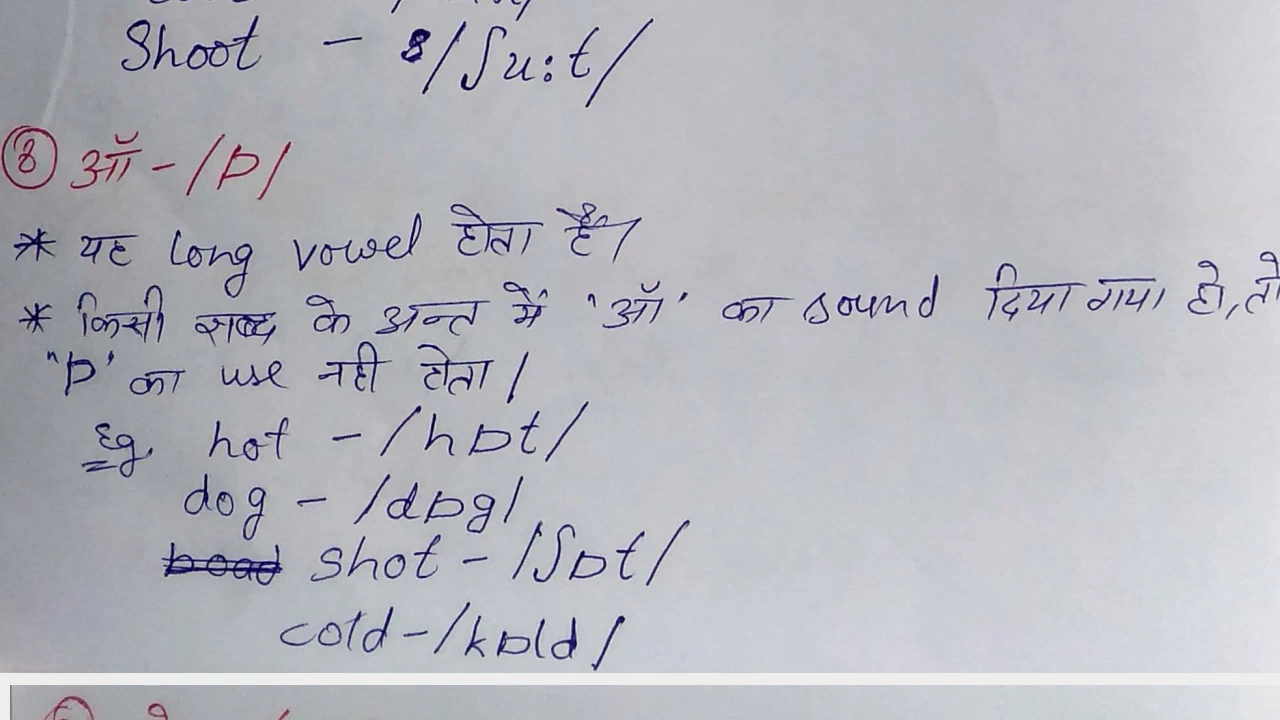 Shoot - /ʃu:t/
⑧ ऑ - /ɒ/
* यह long vowel होता है।
* किसी शब्द के अन्त में 'ऑ' का sound दिया गया हो, तो
"ɒ' का use नही होता।
Eg. hot - /hɒt/
dog - /dɒg/
shot - /ʃɒt/
cold - /kɒld/